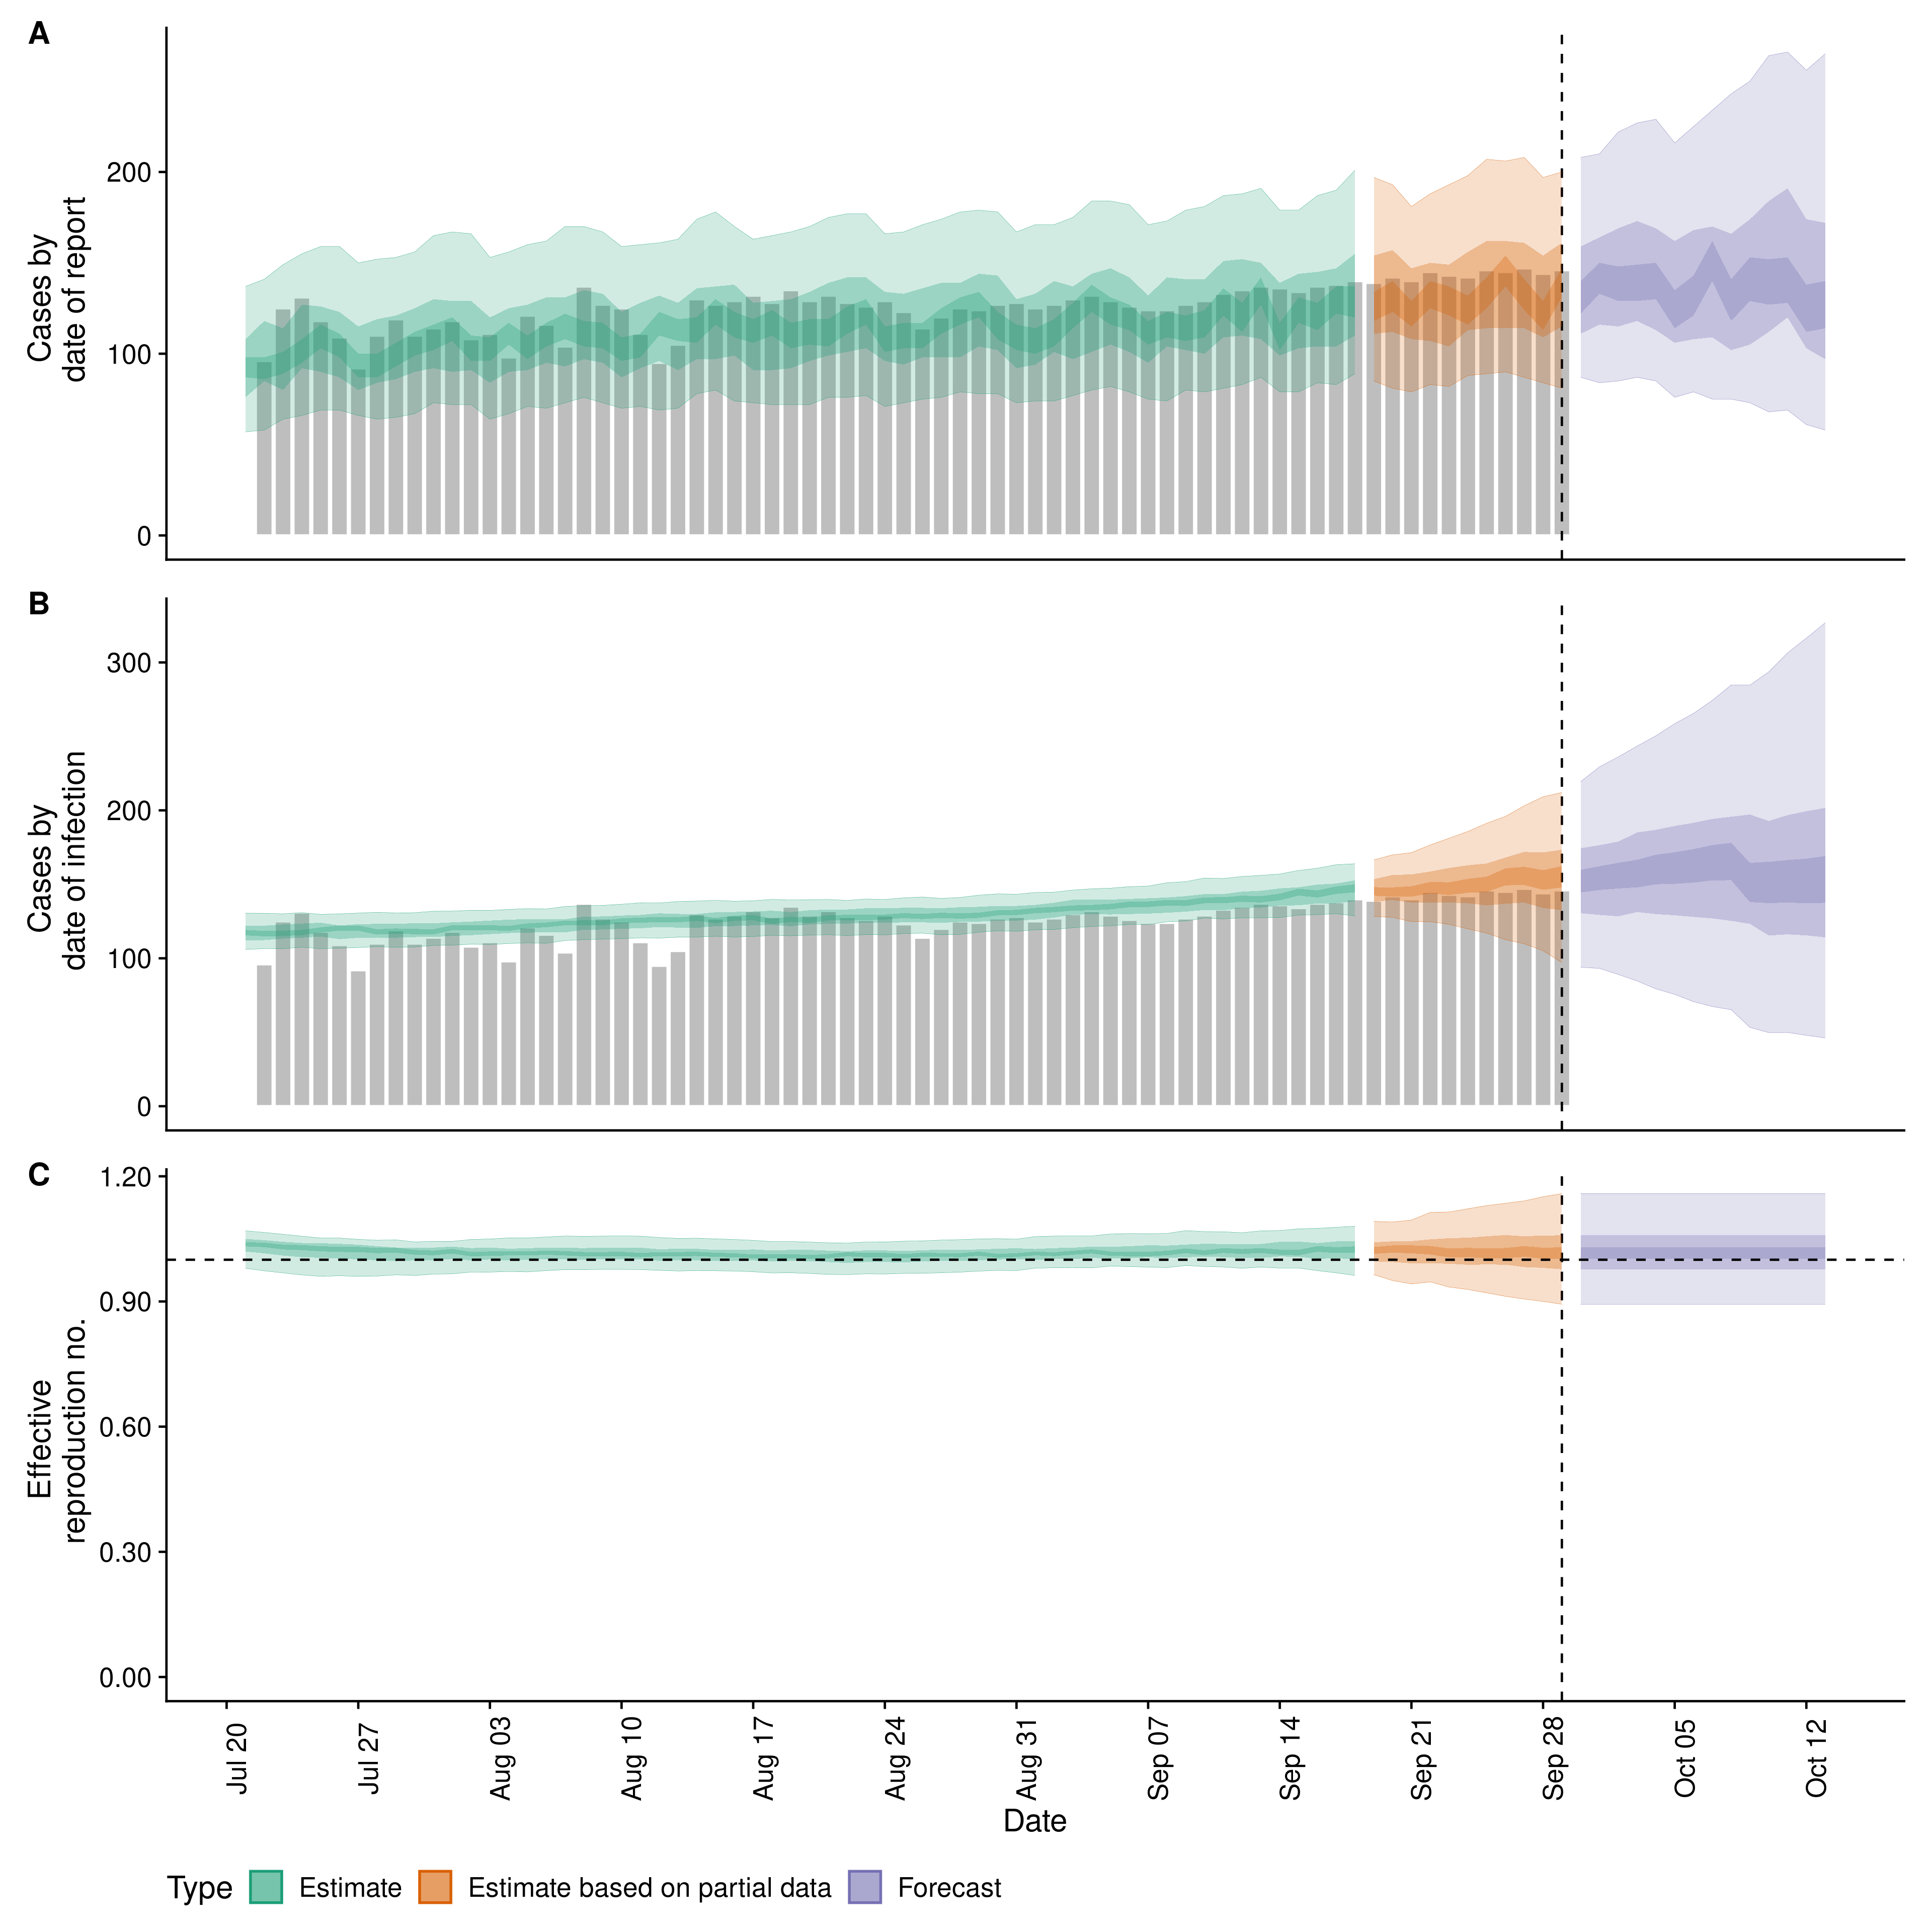 A
Cases by
date of report
200
100
0
B
Cases by
date of infection
300
200
100
0
C
Effective
reproduction no.
1.20
0.90
0.60
0.30
0.00
Jul 20
Jul 27
Aug 03
Aug 10
Aug 17
Aug 24
Aug 31
Sep 07
Sep 14
Sep 21
Sep 28
Oct 05
Oct 12
Date
Type Estimate Estimate based on partial data Forecast